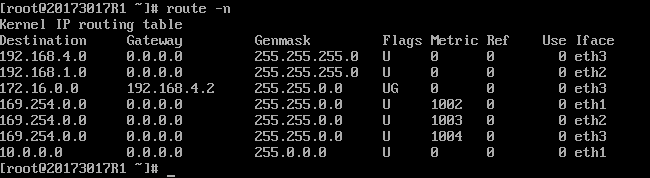 [root@20173017R1 ~]# route -n
Kernel IP routing table
Destination     Gateway         Genmask         Flags Metric Ref    Use Iface
192.168.4.0     0.0.0.0         255.255.255.0   U     0      0        0 eth3
192.168.1.0     0.0.0.0         255.255.255.0   U     0      0        0 eth2
172.16.0.0      192.168.4.2     255.255.0.0     UG    0      0        0 eth3
169.254.0.0     0.0.0.0         255.255.0.0     U     1002   0        0 eth1
169.254.0.0     0.0.0.0         255.255.0.0     U     1003   0        0 eth2
169.254.0.0     0.0.0.0         255.255.0.0     U     1004   0        0 eth3
10.0.0.0        0.0.0.0         255.0.0.0       U     0      0        0 eth1
[root@20173017R1 ~]# _